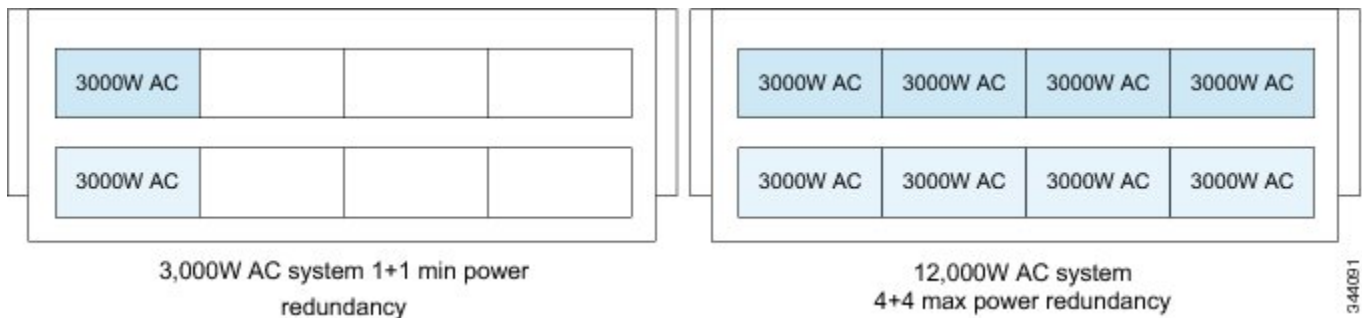 3000W AC
3000W AC
3,000W AC system 1+1 min power
redundancy
3000W AC 3000W AC 3000W AC 3000W AC
3000W AC 3000W AC 3000W AC 3000W AC
12,000W AC system
4+4 max power redundancy
344091